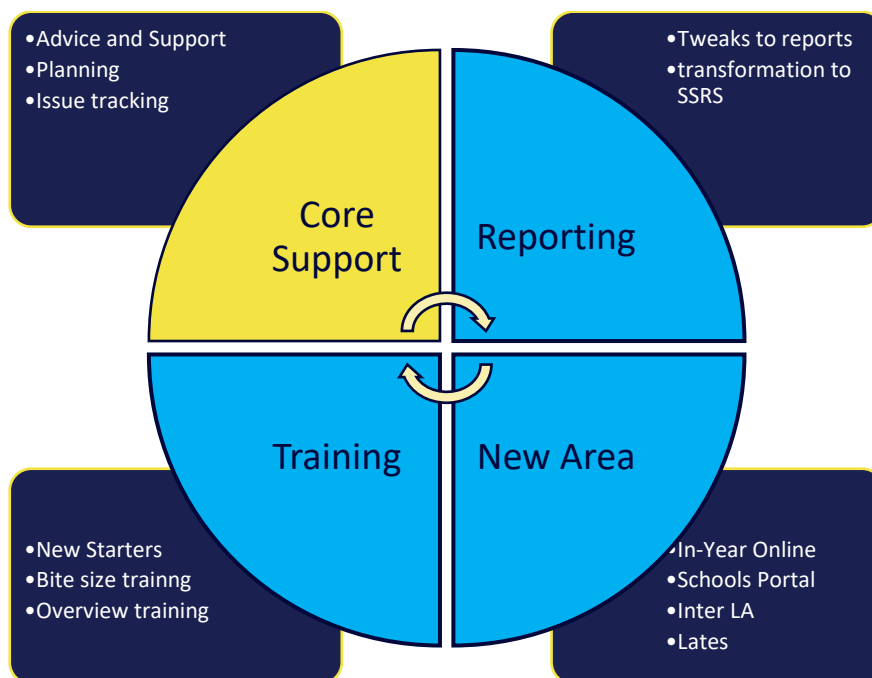 •Advice and Support
•Planning
•Issue tracking
•Tweaks to reports
•transformation to
SSRS
Core
Support
Reporting
Training
New Area
•New Starters
•Bite size trainng
•Overview training
•In-Year Online
•Schools Portal
•Inter LA
•Lates